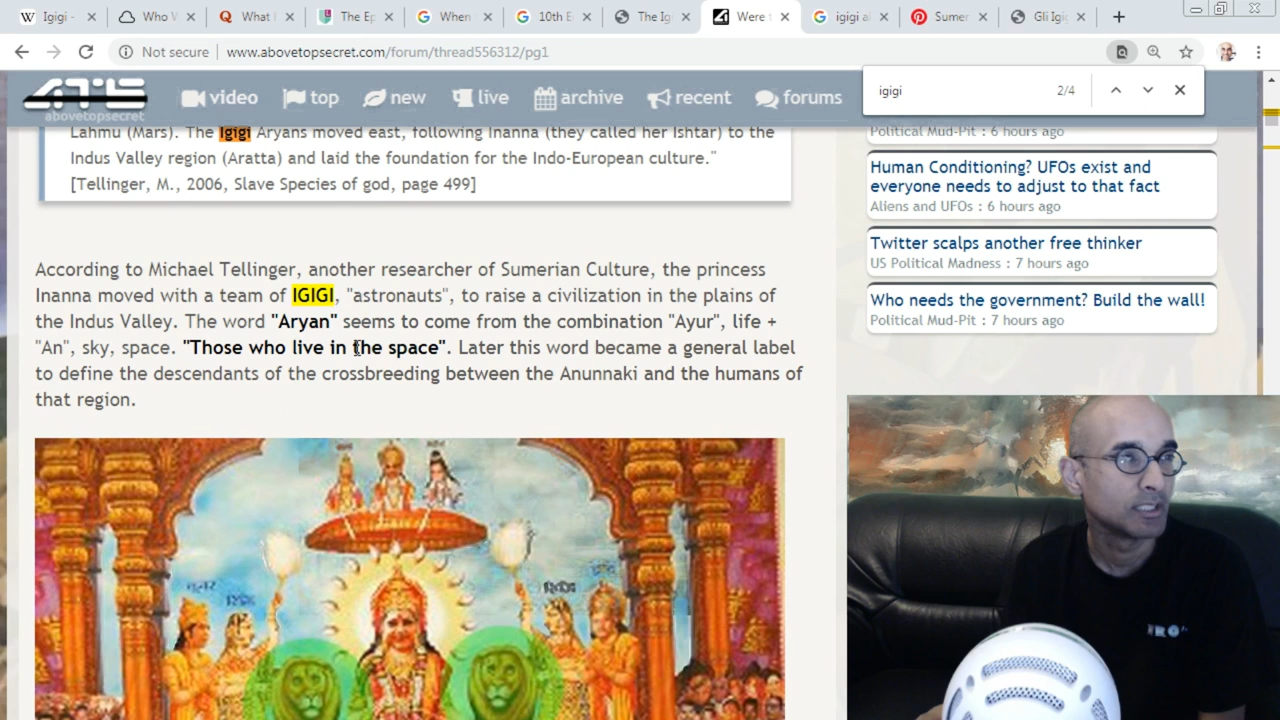 Igigi -
Who V
What I
The Ep
When
10th E
The Ig
Were t
igigi al
Sumer
Gli Igi
Not secure
www.abovetopsecret.com/forum/thread556312/pg1
igigi
2/4
ATS
abovetopsecret
video
top
new
live
archive
recent
forums
Lahmu (Mars). The Igigi Aryans moved east, following Inanna (they called her Ishtar) to the
Indus Valley region (Aratta) and laid the foundation for the Indo-European culture."
[Tellinger, M., 2006, Slave Species of god, page 499]
According to Michael Tellinger, another researcher of Sumerian Culture, the princess
Inanna moved with a team of IGIGI, "astronauts", to raise a civilization in the plains of
the Indus Valley. The word "Aryan" seems to come from the combination "Ayur", life +
"An", sky, space. "Those who live in the space". Later this word became a general label
to define the descendants of the crossbreeding between the Anunnaki and the humans of
that region.
Political Mud-Pit : 6 hours ago
Human Conditioning? UFOs exist and
everyone needs to adjust to that fact
Aliens and UFOs : 6 hours ago
Twitter scalps another free thinker
US Political Madness : 7 hours ago
Who needs the government? Build the wall!
Political Mud-Pit : 7 hours ago